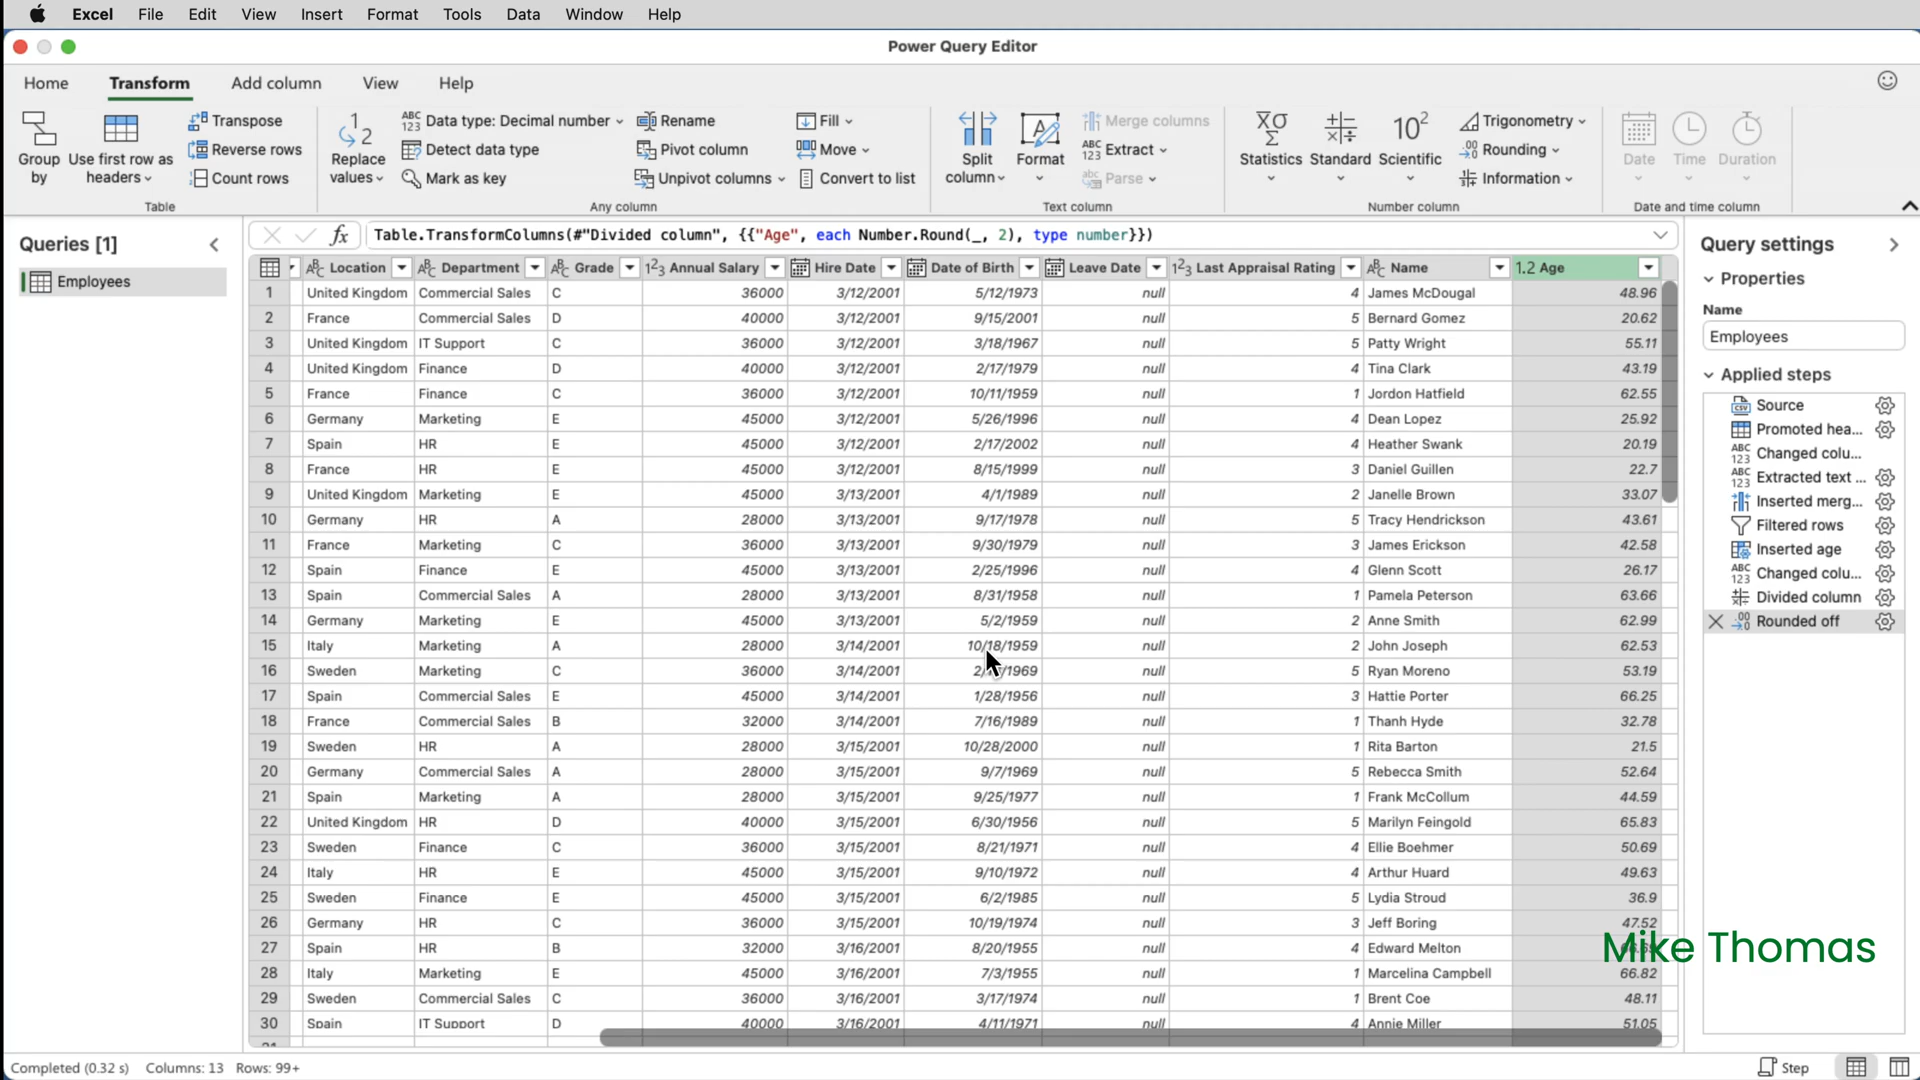 Excel File Edit View Insert Format Tools Data Window Help
Power Query Editor
Home Transform Add column View Help
Group by
Use first row as headers
Transpose
Reverse rows
Count rows
Table
Replace values
Data type: Decimal number
Detect data type
Mark as key
Rename
Pivot column
Unpivot columns
Fill
Move
Convert to list
Any column
Split column
Format
Merge columns
Extract
Parse
Text column
Statistics
Standard
Scientific
Trigonometry
Rounding
Information
Number column
Date
Time
Duration
Date and time column
Queries [1]
Employees
fx Table.TransformColumns(#"Divided column", {{"Age", each Number.Round(_, 2), type number}})
Location Department Grade Annual Salary Hire Date Date of Birth Leave Date Last Appraisal Rating Name 1.2 Age
1 United Kingdom Commercial Sales C 36000 3/12/2001 5/12/1973 null 4 James McDougal 48.96
2 France Commercial Sales D 40000 3/12/2001 9/15/2001 null 5 Bernard Gomez 20.62
3 United Kingdom IT Support C 36000 3/12/2001 3/18/1967 null 5 Patty Wright 55.11
4 United Kingdom Finance D 40000 3/12/2001 2/17/1979 null 4 Tina Clark 43.19
5 France Finance C 36000 3/12/2001 10/11/1959 null 1 Jordon Hatfield 62.55
6 Germany Marketing E 45000 3/12/2001 5/26/1996 null 4 Dean Lopez 25.92
7 Spain HR E 45000 3/12/2001 2/17/2002 null 4 Heather Swank 20.19
8 France HR E 45000 3/12/2001 8/15/1999 null 3 Daniel Guillen 22.7
9 United Kingdom Marketing E 45000 3/13/2001 4/1/1989 null 2 Janelle Brown 33.07
10 Germany HR A 28000 3/13/2001 9/17/1978 null 5 Tracy Hendrickson 43.61
11 France Marketing C 36000 3/13/2001 9/30/1979 null 3 James Erickson 42.58
12 Spain Finance E 45000 3/13/2001 2/25/1996 null 4 Glenn Scott 26.17
13 Spain Commercial Sales A 28000 3/13/2001 8/31/1958 null 1 Pamela Peterson 63.66
14 Germany Marketing E 45000 3/13/2001 5/2/1959 null 2 Anne Smith 62.99
15 Italy Marketing A 28000 3/14/2001 10/18/1959 null 2 John Joseph 62.53
16 Sweden Marketing C 36000 3/14/2001 null 5 Ryan Moreno 53.19
17 Spain Commercial Sales E 45000 3/14/2001 1/28/1956 null 3 Hattie Porter 66.25
18 France Commercial Sales B 32000 3/14/2001 7/16/1989 null 1 Thanh Hyde 32.78
19 Sweden HR A 28000 3/15/2001 10/28/2000 null 1 Rita Barton 21.5
20 Germany Commercial Sales A 28000 3/15/2001 9/7/1969 null 5 Rebecca Smith 52.64
21 Spain Marketing A 28000 3/15/2001 9/25/1977 null 1 Frank McCollum 44.59
22 United Kingdom HR D 40000 3/15/2001 6/30/1956 null 5 Marilyn Feingold 65.83
23 Sweden Finance C 36000 3/15/2001 8/21/1971 null 4 Ellie Boehmer 50.69
24 Italy HR E 45000 3/15/2001 9/10/1972 null 4 Arthur Huard 49.63
25 Sweden Finance E 45000 3/15/2001 6/2/1985 null 5 Lydia Stroud 36.9
26 Germany HR C 36000 3/15/2001 10/19/1974 null 3 Jeff Boring 47.52
27 Spain HR B 32000 3/16/2001 8/20/1955 null 4 Edward Melton
28 Italy Marketing E 45000 3/16/2001 7/3/1955 null 1 Marcelina Campbell 66.82
29 Sweden Commercial Sales C 36000 3/16/2001 3/17/1974 null 1 Brent Coe 48.11
30 Spain IT Support D 40000 3/16/2001 4/11/1971 null 4 Annie Miller 51.05
Query settings
Properties
Name
Employees
Applied steps
Source
Promoted hea...
Changed colu...
Extracted text ...
Inserted merg...
Filtered rows
Inserted age
Changed colu...
Divided column
Rounded off
Mike Thomas
Completed (0.32 s) Columns: 13 Rows: 99+
Step